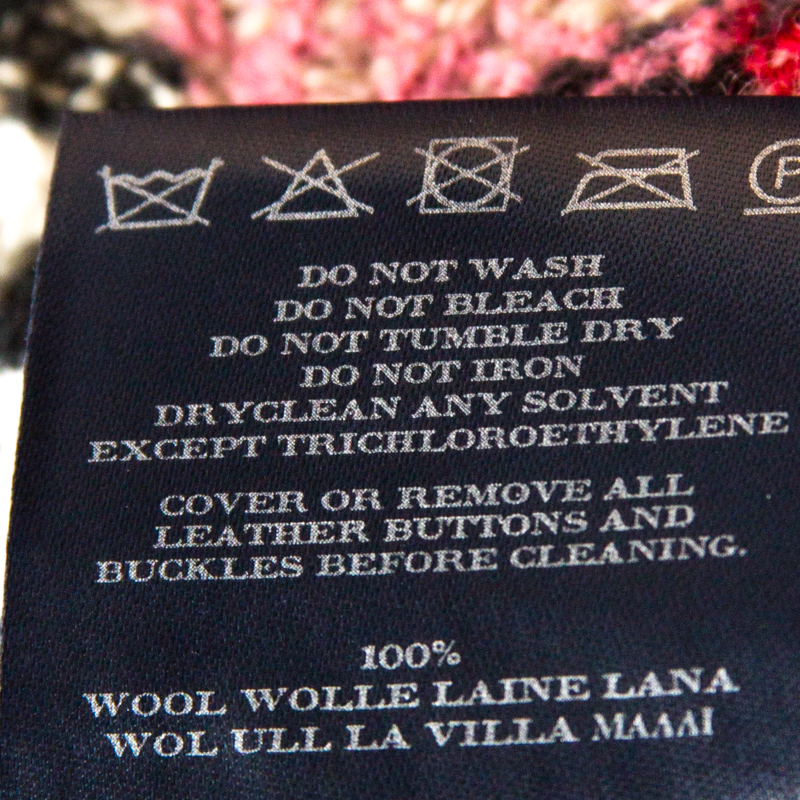 P
DO NOT WASH
DO NOT BLEACH
DO NOT TUMBLE DRY
DO NOT IRON
DRYCLEAN ANY SOLVENT
EXCEPT TRICHLOROETHYLENE
COVER OR REMOVE ALL
LEATHER BUTTONS AND
BUCKLES BEFORE CLEANING.
100%
WOOL WOLLE LAINE LANA
WOL ULL LA VILLA ΜΑΛΛΙ